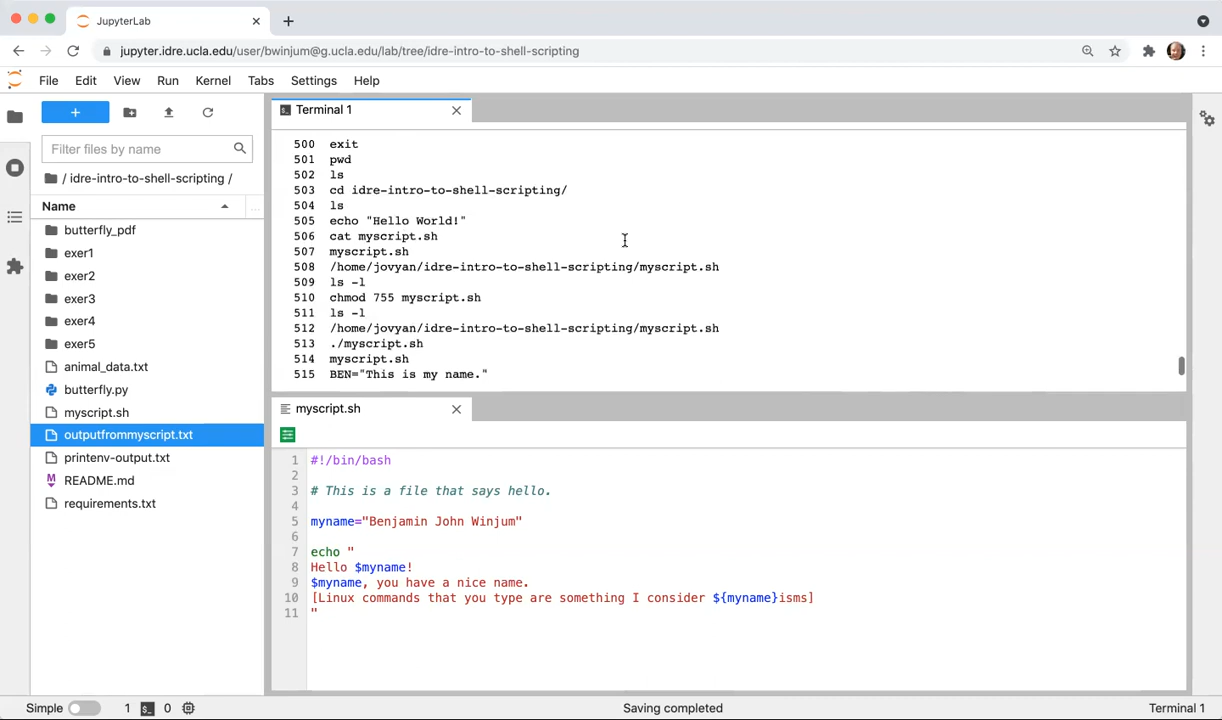 JupyterLab
jupyter.idre.ucla.edu/user/bwinjum@g.ucla.edu/lab/tree/idre-intro-to-shell-scripting
File Edit View Run Kernel Tabs Settings Help
+
Filter files by name
/ idre-intro-to-shell-scripting /
Name
butterfly_pdf
exer1
exer2
exer3
exer4
exer5
animal_data.txt
butterfly.py
myscript.sh
outputfrommyscript.txt
printenv-output.txt
README.md
requirements.txt
Terminal 1
500 exit
501 pwd
502 ls
503 cd idre-intro-to-shell-scripting/
504 ls
505 echo "Hello World!"
506 cat myscript.sh
507 myscript.sh
508 /home/jovyan/idre-intro-to-shell-scripting/myscript.sh
509 ls -l
510 chmod 755 myscript.sh
511 ls -l
512 /home/jovyan/idre-intro-to-shell-scripting/myscript.sh
513 ./myscript.sh
514 myscript.sh
515 BEN="This is my name."
myscript.sh
1 #!/bin/bash
2
3 # This is a file that says hello.
4
5 myname="Benjamin John Winjum"
6
7 echo "
8 Hello $myname!
9 $myname, you have a nice name.
10 [Linux commands that you type are something I consider ${myname}isms]
11 "
Simple 1 $_ 0 Saving completed Terminal 1